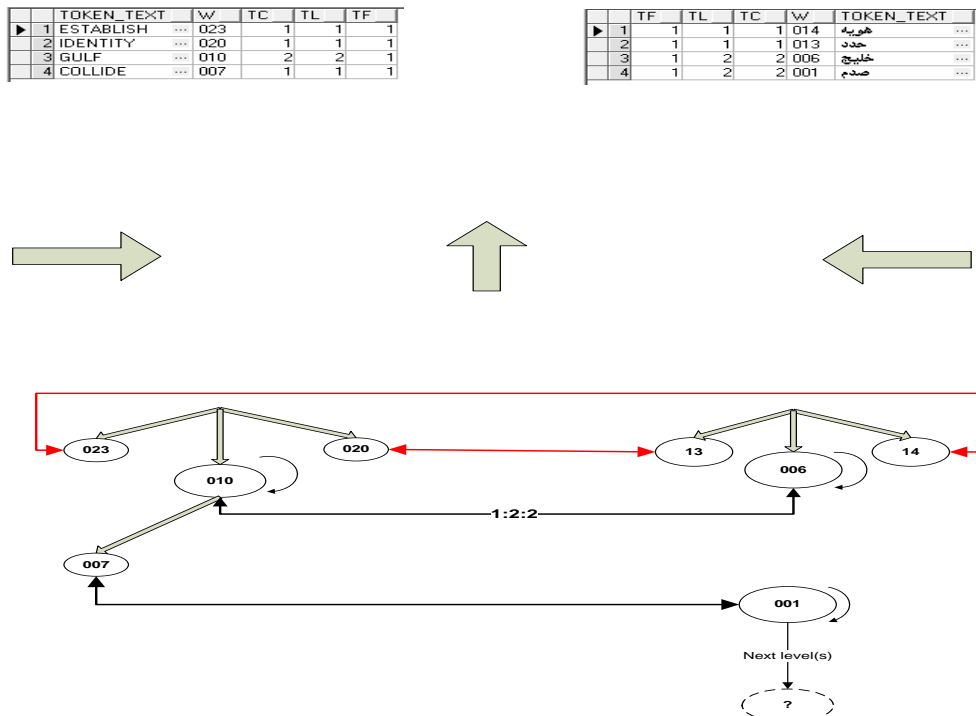 TOKEN_TEXT W TC TL TF
1 ESTABLISH ... 023 1 1 1
2 IDENTITY ... 020 1 1 1
3 GULF ... 010 2 2 1
4 COLLIDE ... 007 1 1 1
TF TL TC W TOKEN_TEXT
1 1 1 1 014 هويه ...
2 1 1 1 013 حدد ...
3 1 2 2 006 خليج ...
4 1 2 2 001 صدم ...
023 020 13 14
010 006
1:2:2
007
001
Next level(s)
?